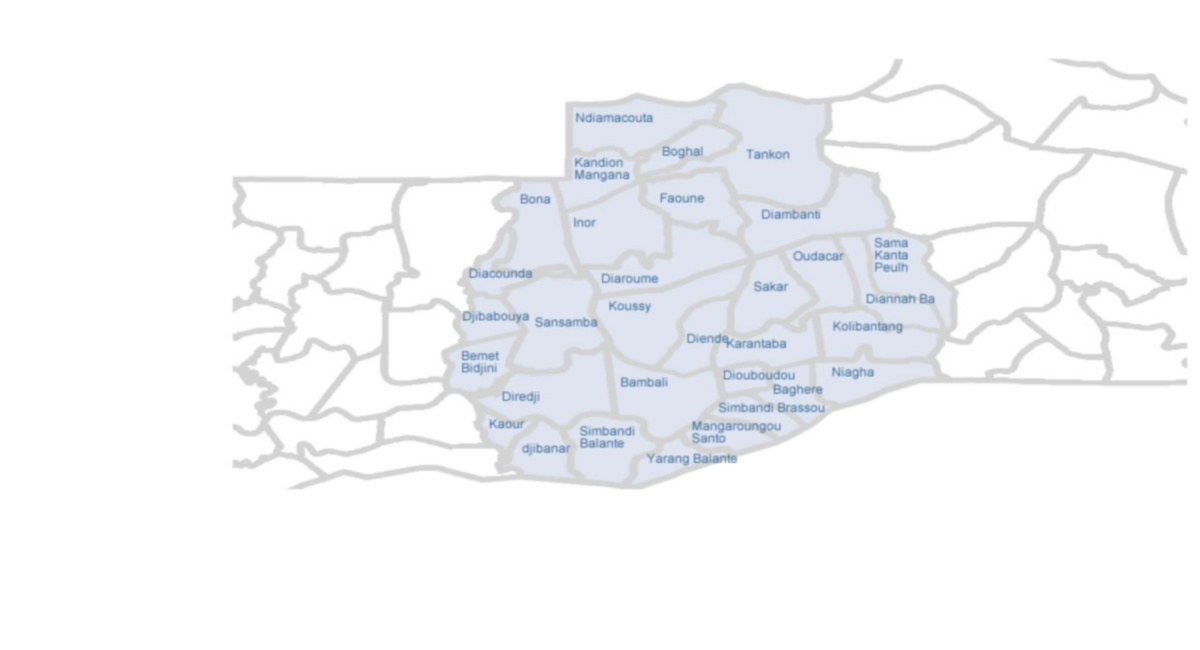 Ndiamacouta
Boghal
Tankon
Kandion
Mangana
Bona
Faoune
Inor
Diambanti
Sama
Kanta
Peulh
Oudacar
Diacounda
Diaroume
Sakar
Diannah Ba
Koussy
Djibabouya
Sansamba
Kolibantang
Diende
Karantaba
Bemet
Bidjini
Niagha
Diouboudou
Bambali
Baghere
Diredji
Simbandi Brassou
Kaour
Mangaroungou
Santo
Simbandi
Balante
djibanar
Yarang Balante